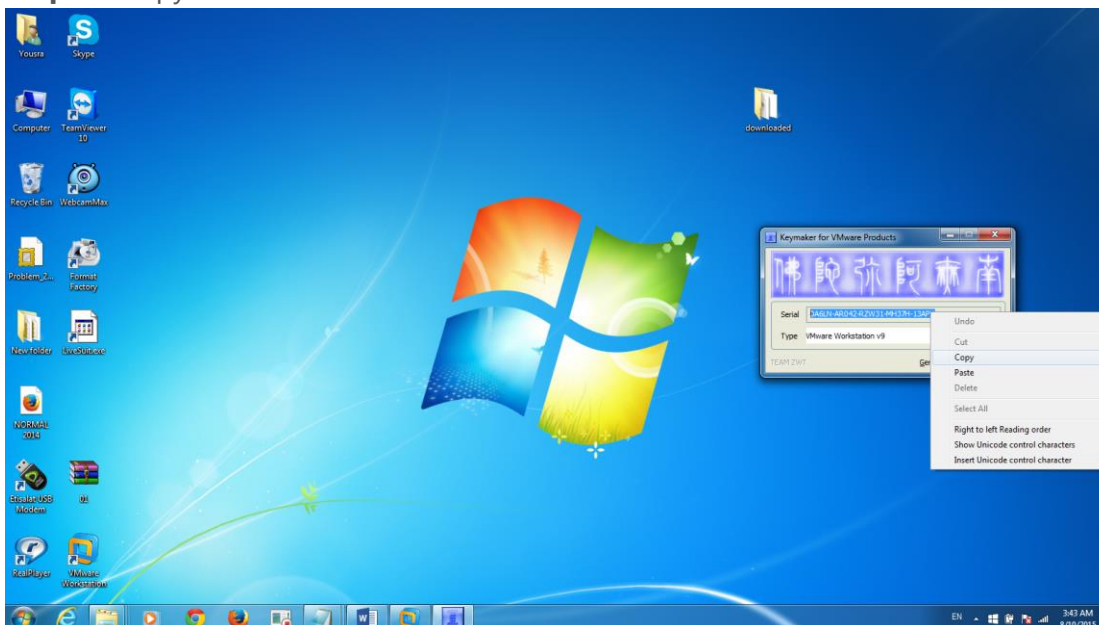 Yousra
Skype
Computer
TeamViewer
10
downloaded
Recycle Bin
WebcamMax
Problem_2...
Format
Factory
New folder
LiveSuit.exe
NORMAL
2014
Etisalat USB
Modem
01
RealPlayer
VMware
Workstation
Keymaker for VMware Products
Serial
Type VMware Workstation v9
TEAM ZWT
Undo
Cut
Copy
Paste
Delete
Select All
Right to left Reading order
Show Unicode control characters
Insert Unicode control character
EN
3:43 AM
8/10/2015